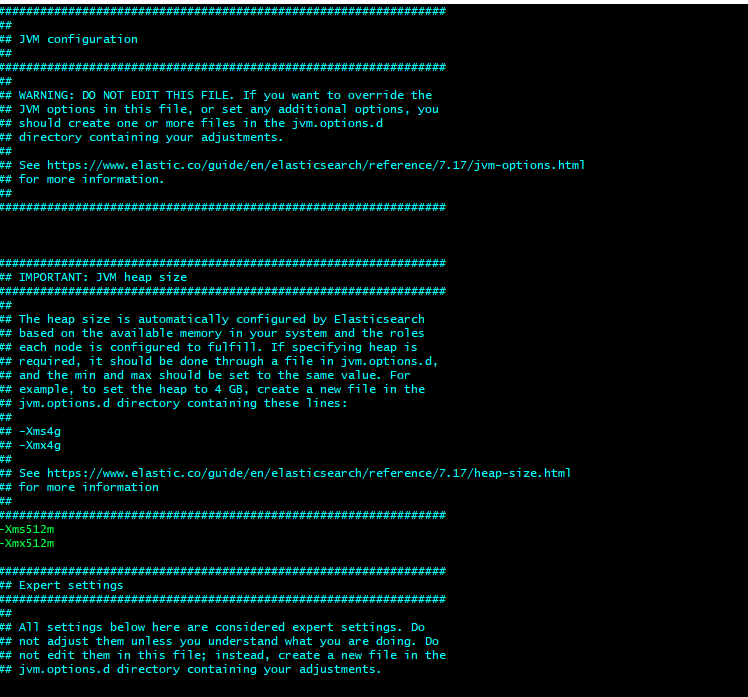 ################################################################
##
## JVM configuration
##
################################################################
##
## WARNING: DO NOT EDIT THIS FILE. If you want to override the
## JVM options in this file, or set any additional options, you
## should create one or more files in the jvm.options.d
## directory containing your adjustments.
##
## See https://www.elastic.co/guide/en/elasticsearch/reference/7.17/jvm-options.html
## for more information.
##
################################################################
################################################################
## IMPORTANT: JVM heap size
################################################################
##
## The heap size is automatically configured by Elasticsearch
## based on the available memory in your system and the roles
## each node is configured to fulfill. If specifying heap is
## required, it should be done through a file in jvm.options.d,
## and the min and max should be set to the same value. For
## example, to set the heap to 4 GB, create a new file in the
## jvm.options.d directory containing these lines:
##
## -Xms4g
## -Xmx4g
##
## See https://www.elastic.co/guide/en/elasticsearch/reference/7.17/heap-size.html
## for more information
##
################################################################
-Xms512m
-Xmx512m
################################################################
## Expert settings
################################################################
##
## All settings below here are considered expert settings. Do
## not adjust them unless you understand what you are doing. Do
## not edit them in this file; instead, create a new file in the
## jvm.options.d directory containing your adjustments.